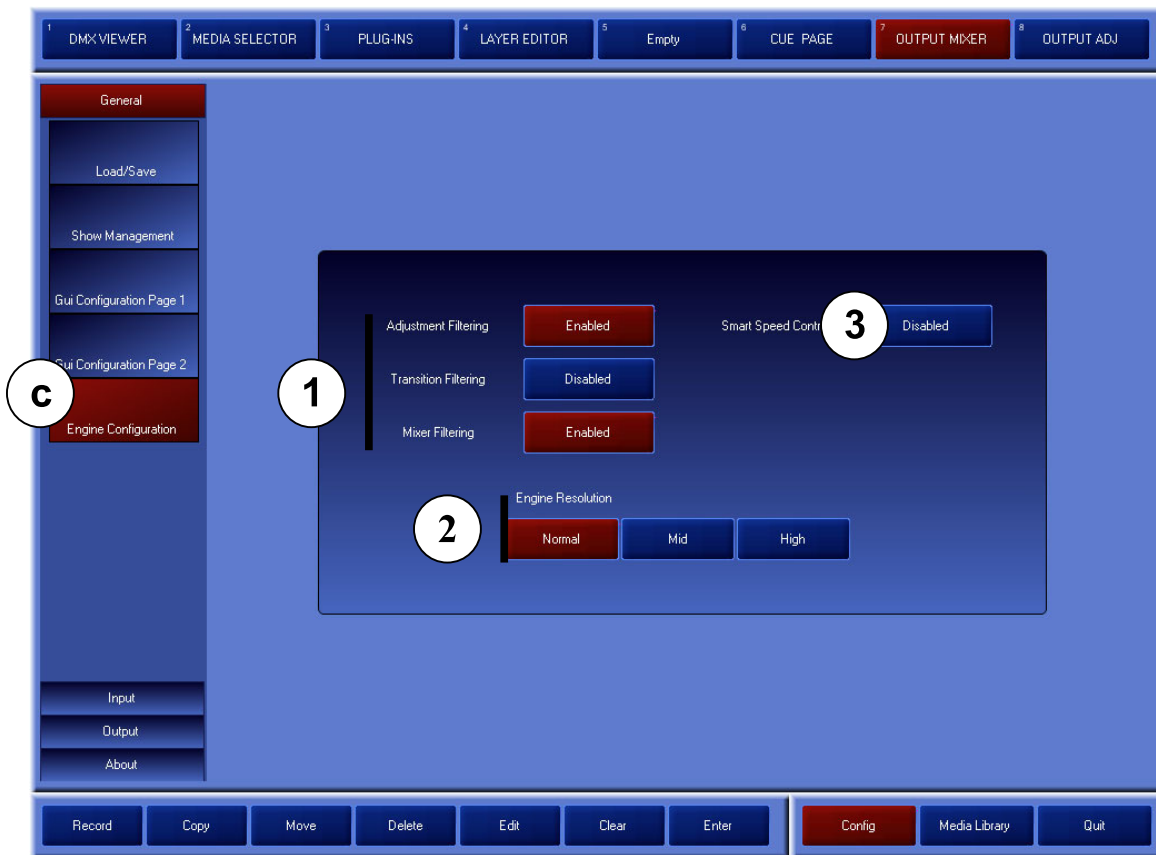 1 DMX VIEWER 2 MEDIA SELECTOR 3 PLUG-INS 4 LAYER EDITOR 5 Empty 6 CUE PAGE 7 OUTPUT MIXER 8 OUTPUT ADJ
General
Load/Save
Show Management
Gui Configuration Page 1
Gui Configuration Page 2
c
Engine Configuration
Input
Output
About
1
Adjustment Filtering Enabled
Transition Filtering Disabled
Mixer Filtering Enabled
Smart Speed Contr 3 Disabled
2
Engine Resolution
Normal Mid High
Record Copy Move Delete Edit Clear Enter Config Media Library Quit